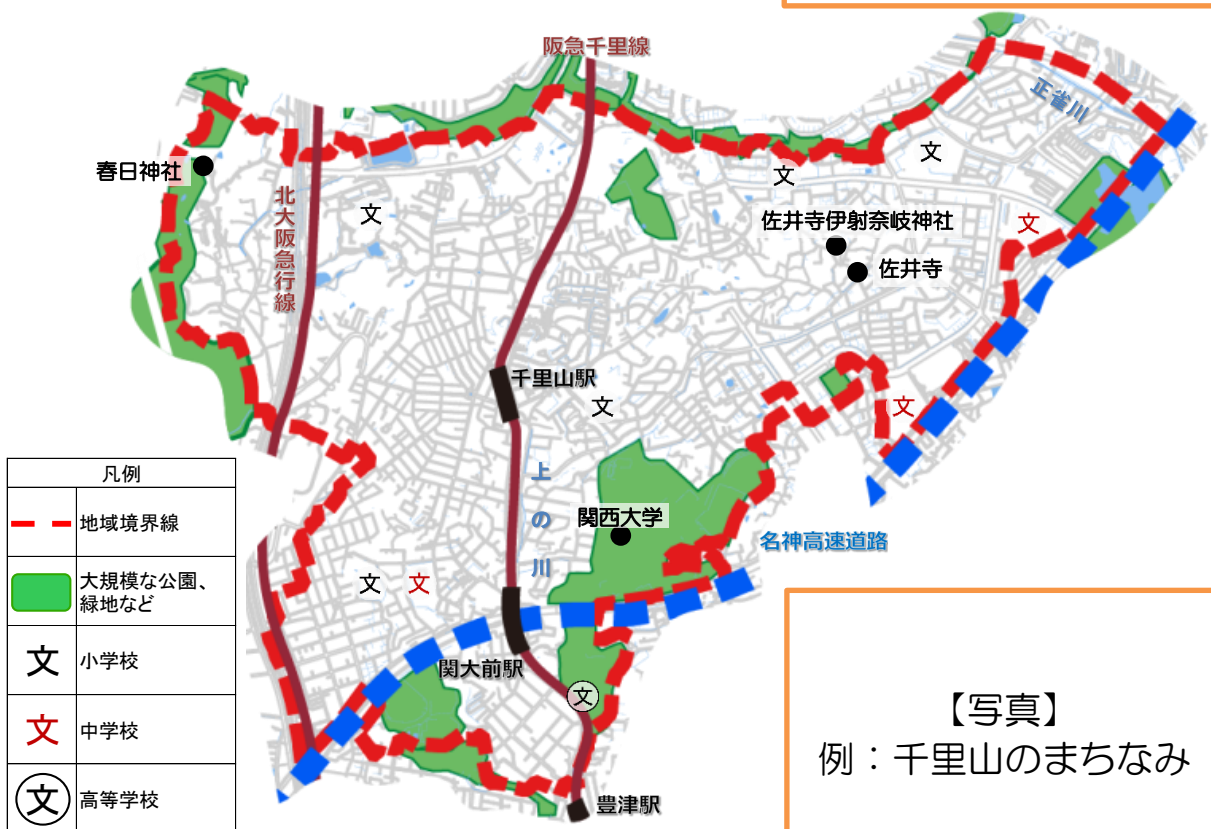 阪急千里線
正雀川
春日神社
文
文
文
北大阪急行線
佐井寺伊射奈岐神社
文
佐井寺
千里山駅
文
文
上の川
関西大学
名神高速道路
文
文
関大前駅
文
豊津駅
凡例
地域境界線
大規模な公園、
緑地など
文 小学校
文 中学校
文 高等学校
【写真】
例：千里山のまちなみ